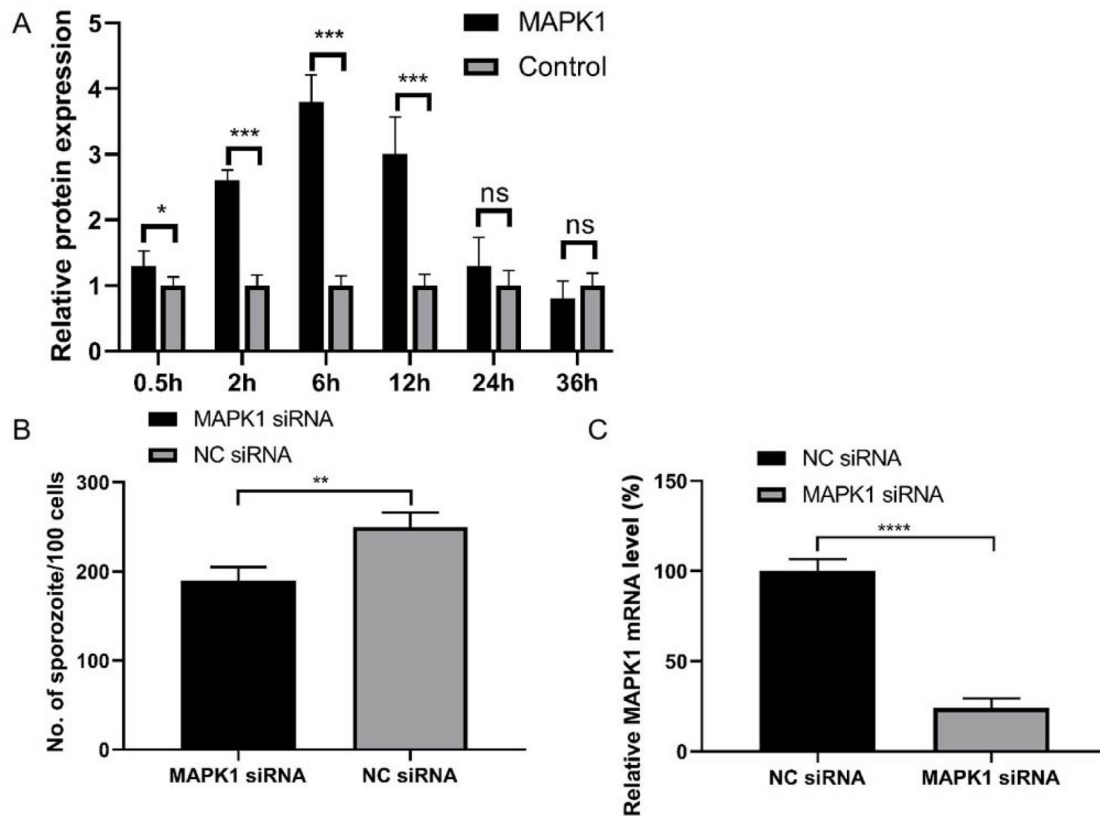 A
Relative protein expression
5
4
3
2
1
0
MAPK1
Control
*
***
***
***
ns
ns
0.5h 2h 6h 12h 24h 36h
B
MAPK1 siRNA
NC siRNA
No. of sporozoite/100 cells
300
200
100
0
**
MAPK1 siRNA NC siRNA
C
NC siRNA
MAPK1 siRNA
Relative MAPK1 mRNA level (%)
150
100
50
0
****
NC siRNA MAPK1 siRNA